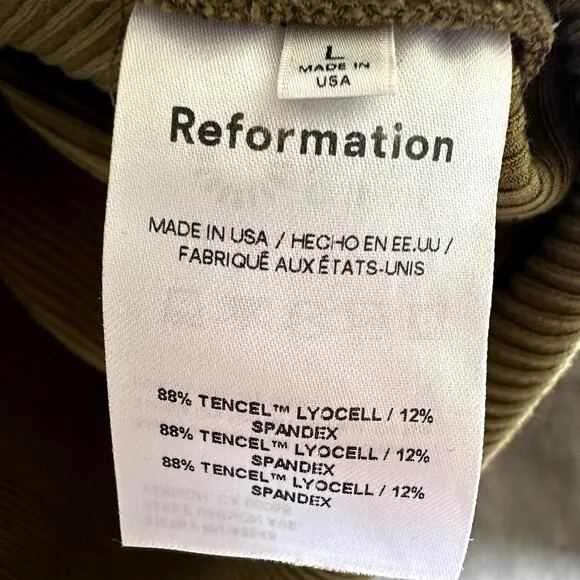 L
MADE IN
USA
Reformation
MADE IN USA / HECHO EN EE.UU /
FABRIQUÊ AUX ÉTATS-UNIS
88% TENCEL™ LYOCELL / 12%
SPANDEX
88% TENCEL™ LYOCELL / 12%
SPANDEX
88% TENCEL™ LYOCELL / 12%
SPANDEX